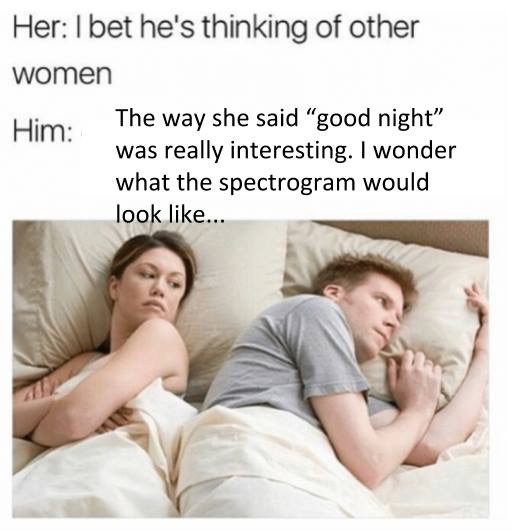 Her: I bet he's thinking of other
women
Him: The way she said “good night”
was really interesting. I wonder
what the spectrogram would
look like...